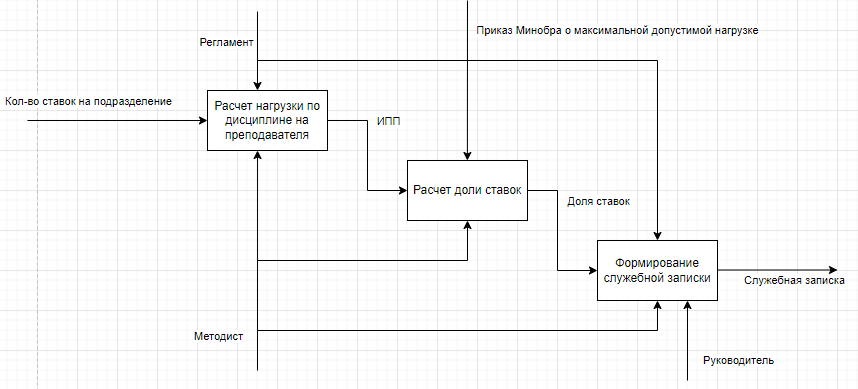 Приказ Минобра о максимальной допустимой нагрузке
Регламент
Кол-во ставок на подразделение
Расчет нагрузки по
дисциплине на
преподавателя
ИПП
Расчет доли ставок
Доля ставок
Формирование
служебной записки
Служебная записка
Методист
Руководитель